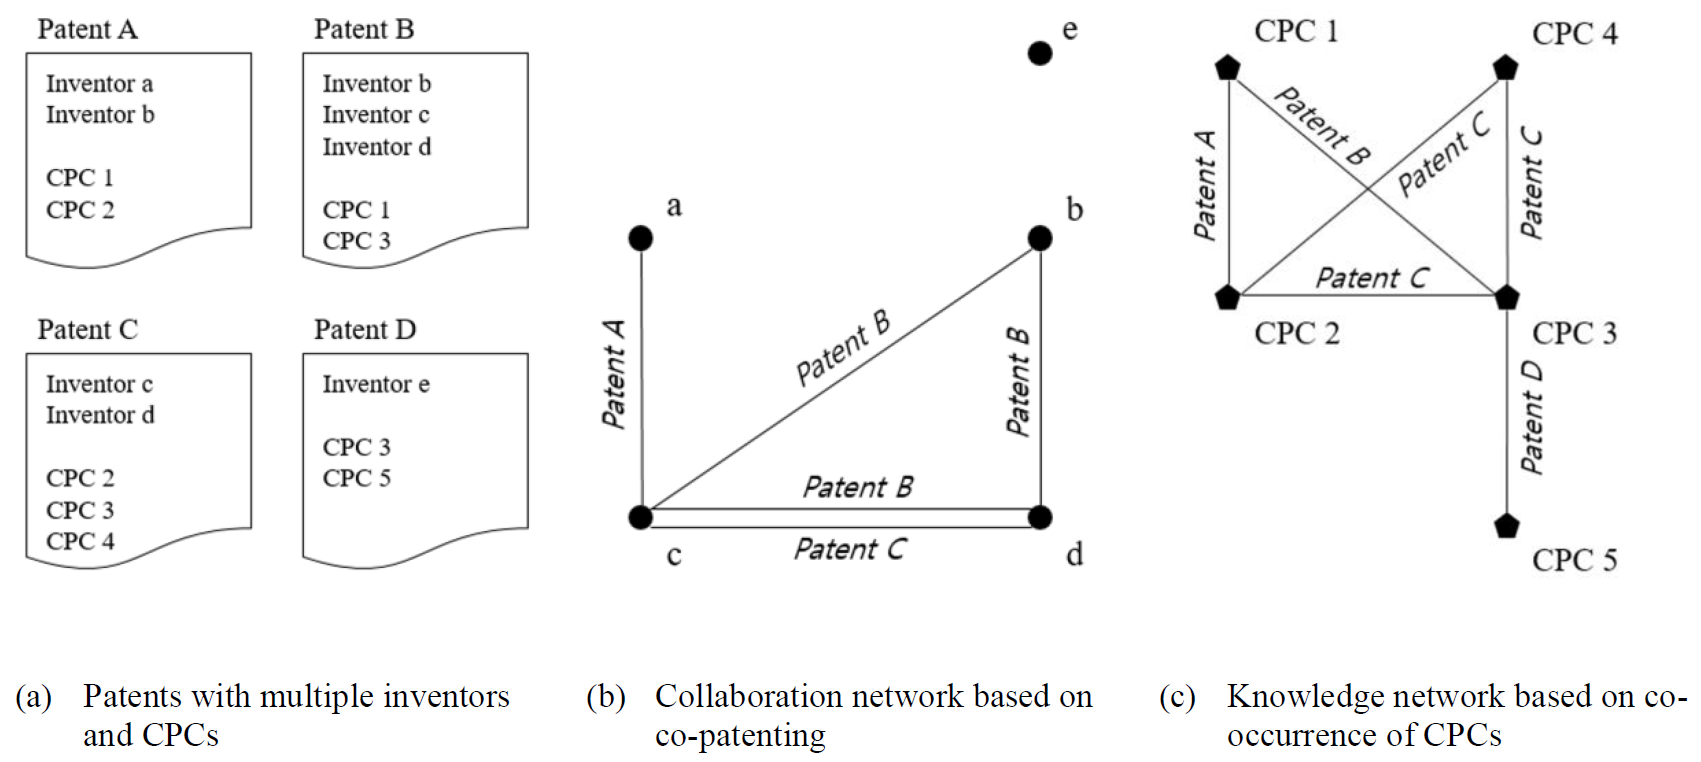 Patent A
Inventor a
Inventor b
CPC 1
CPC 2
Patent B
Inventor b
Inventor c
Inventor d
CPC 1
CPC 3
Patent C
Inventor c
Inventor d
CPC 2
CPC 3
CPC 4
Patent D
Inventor e
CPC 3
CPC 5
e
a
b
Patent A
Patent B
Patent B
Patent B
Patent C
c
d
CPC 1
CPC 4
Patent A
Patent B
Patent C
Patent C
Patent C
CPC 2
CPC 3
Patent D
CPC 5
(a) Patents with multiple inventors
and CPCs
(b) Collaboration network based on
co-patenting
(c) Knowledge network based on co-
occurrence of CPCs